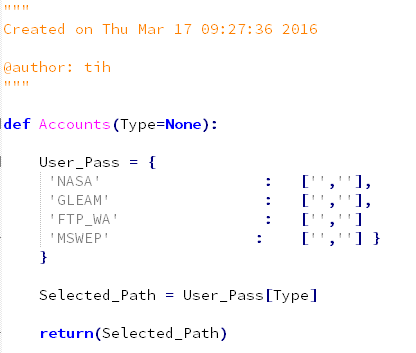 """
Created on Thu Mar 17 09:27:36 2016
@author: tih
"""
def Accounts(Type=None):
User_Pass = {
'NASA' : ['',''],
'GLEAM' : ['',''],
'FTP_WA' : ['','']
'MSWEP' : ['',''] }
}
Selected_Path = User_Pass[Type]
return(Selected_Path)